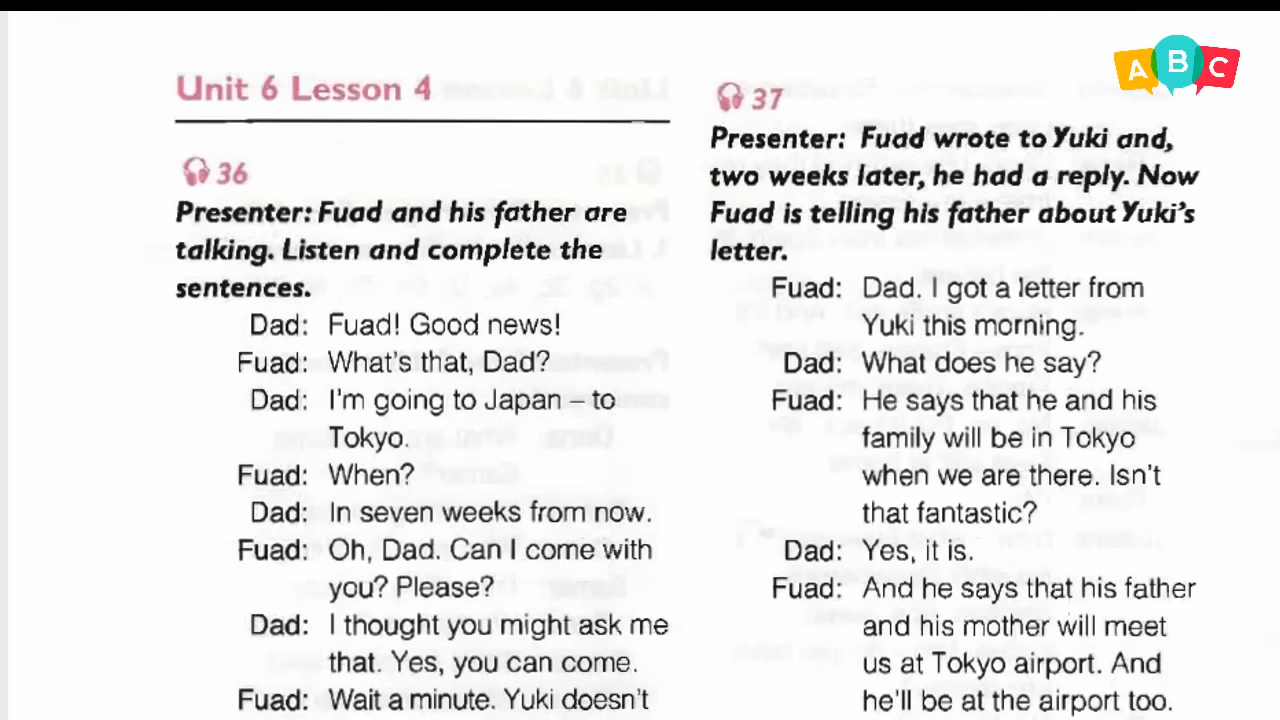 A B C
Unit 6 Lesson 4
36
Presenter: Fuad and his father are
talking. Listen and complete the
sentences.
Dad: Fuad! Good news!
Fuad: What's that, Dad?
Dad: I'm going to Japan – to
Tokyo.
Fuad: When?
Dad: In seven weeks from now.
Fuad: Oh, Dad. Can I come with
you? Please?
Dad: I thought you might ask me
that. Yes, you can come.
Fuad: Wait a minute. Yuki doesn't
37
Presenter: Fuad wrote to Yuki and,
two weeks later, he had a reply. Now
Fuad is telling his father about Yuki's
letter.
Fuad: Dad. I got a letter from
Yuki this morning.
Dad: What does he say?
Fuad: He says that he and his
family will be in Tokyo
when we are there. Isn't
that fantastic?
Dad: Yes, it is.
Fuad: And he says that his father
and his mother will meet
us at Tokyo airport. And
he'll be at the airport too.